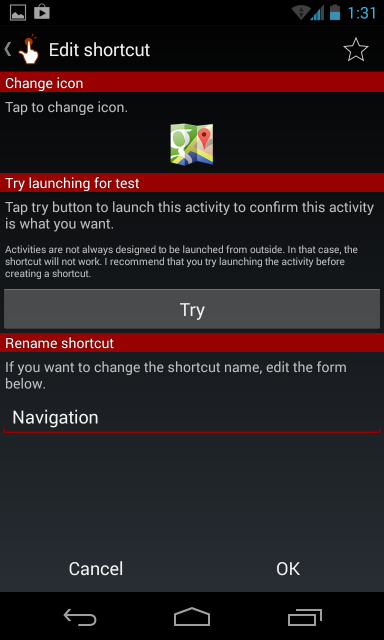 1:31
Edit shortcut
Change icon
Tap to change icon.
Try launching for test
Tap try button to launch this activity to confirm this activity
is what you want.
Activities are not always designed to be launched from outside. In that case, the
shortcut will not work. I recommend that you try launching the activity before
creating a shortcut.
Try
Rename shortcut
If you want to change the shortcut name, edit the form
below.
Navigation
Cancel
OK